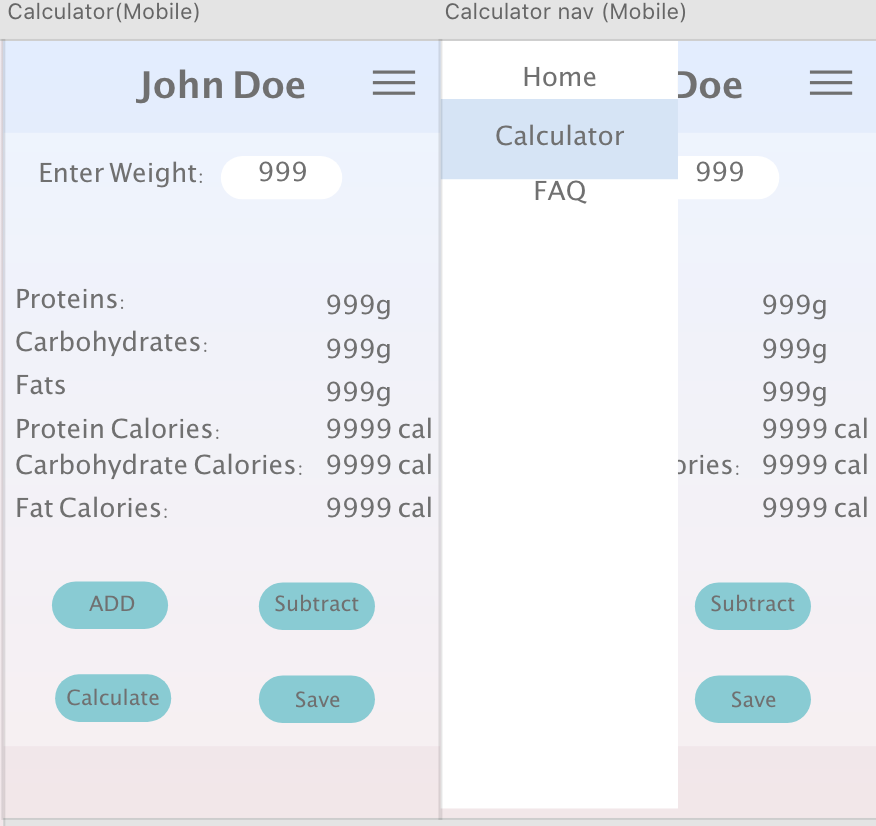 Calculator(Mobile)
John Doe
Enter Weight: 999
Proteins: 999g
Carbohydrates: 999g
Fats 999g
Protein Calories: 9999 cal
Carbohydrate Calories: 9999 cal
Fat Calories: 9999 cal
ADD Subtract
Calculate Save
Calculator nav (Mobile)
Home
Calculator
FAQ
Doe
999
999g
999g
999g
9999 cal
ories: 9999 cal
9999 cal
Subtract
Save